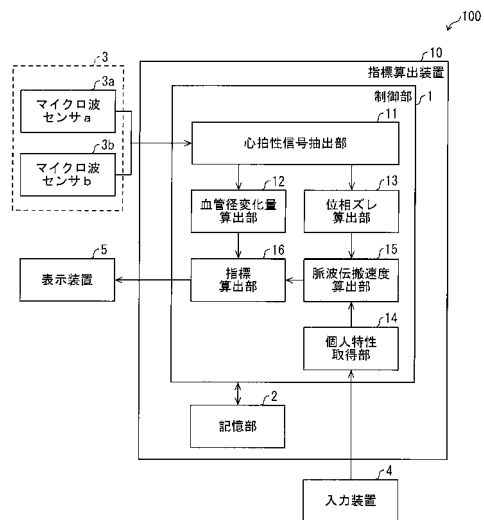 100
10
指標算出装置
3
制御部
1
3a
マイクロ波
センサa
11
心拍性信号抽出部
3b
マイクロ波
センサb
12
血管径変化量
算出部
13
位相ズレ
算出部
5
表示装置
16
指標
算出部
15
脈波伝搬速度
算出部
14
個人特性
取得部
2
記憶部
4
入力装置